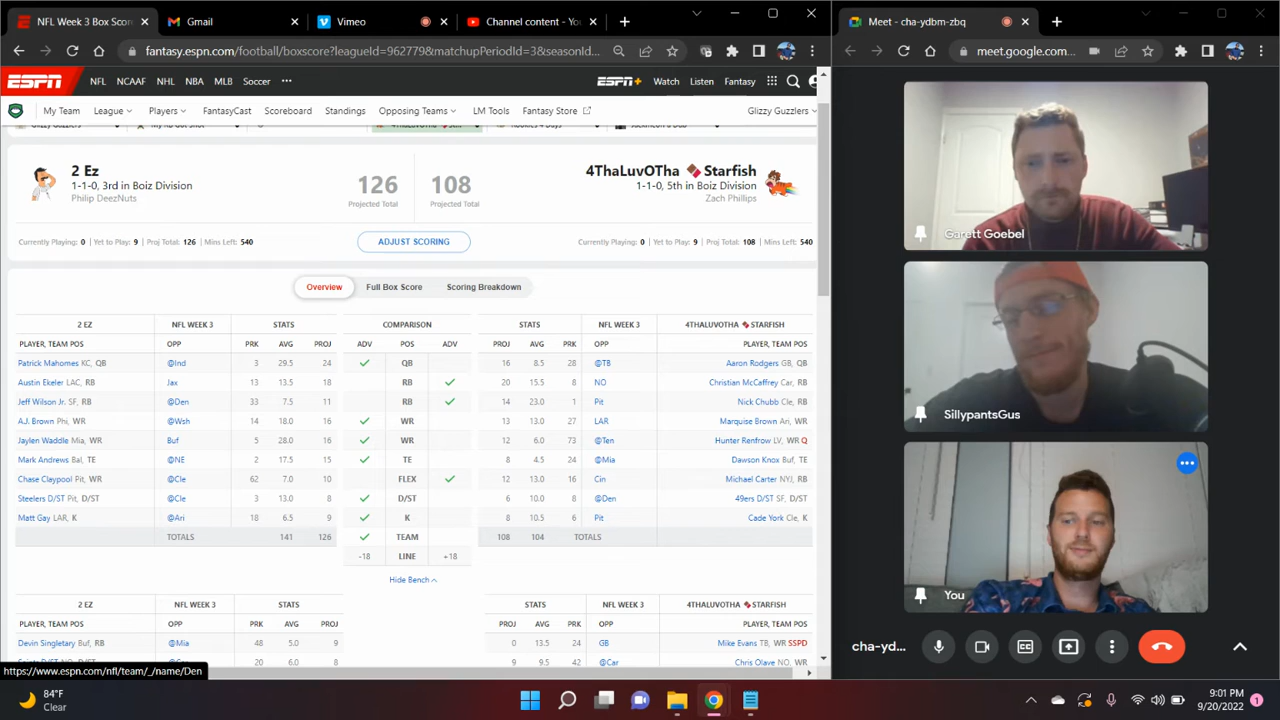 NFL Week 3 Box Scor
Gmail
Vimeo
Channel content - Yo
Meet - cha-ydbm-zbq
fantasy.espn.com/football/boxscore?leagueId=962779&matchupPeriodId=3&seasonId
meet.google.com...
ESPN NFL NCAAF NHL NBA MLB Soccer ••• ESPN+ Watch Listen Fantasy
My Team League Players FantasyCast Scoreboard Standings Opposing Teams LM Tools Fantasy Store Glizzy Guzzlers
2 Ez 126 108 4ThaLuvOTha 🍫Starfish
1-1-0, 3rd in Boiz Division Projected Total Projected Total 1-1-0, 5th in Boiz Division
Philip DeezNuts Zach Phillips
Currently Playing: 0 Yet to Play: 9 Proj Total: 126 Mins Left: 540 ADJUST SCORING Currently Playing: 0 Yet to Play: 9 Proj Total: 108 Mins Left: 540
Overview Full Box Score Scoring Breakdown
2 EZ NFL WEEK 3 STATS COMPARISON STATS NFL WEEK 3 4THALUVOTHA 🍫STARFISH
PLAYER, TEAM POS OPP PRK AVG PROJ ADV POS ADV PROJ AVG PRK OPP PLAYER, TEAM POS
Patrick Mahomes KC, QB @Ind 3 29.5 24 ✓ QB 16 8.5 28 @TB Aaron Rodgers GB, QB
Austin Ekeler LAC, RB Jax 13 13.5 18 RB ✓ 20 15.5 8 NO Christian McCaffrey Car, RB
Jeff Wilson Jr. SF, RB @Den 33 7.5 11 RB ✓ 14 23.0 1 Pit Nick Chubb Cle, RB
A.J. Brown Phi, WR @Wsh 14 18.0 16 ✓ WR 13 13.0 27 LAR Marquise Brown Ari, WR
Jaylen Waddle Mia, WR Buf 5 28.0 16 ✓ WR 12 6.0 73 @Ten Hunter Renfrow LV, WR Q
Mark Andrews Bal, TE @NE 2 17.5 15 ✓ TE 8 4.5 24 @Mia Dawson Knox Buf, TE
Chase Claypool Pit, WR @Cle 62 7.0 10 FLEX ✓ 12 13.0 16 Cin Michael Carter NYJ, RB
Steelers D/ST Pit, D/ST @Cle 3 13.0 8 ✓ D/ST 6 10.0 8 @Den 49ers D/ST SF, D/ST
Matt Gay LAR, K @Ari 18 6.5 9 ✓ K 8 10.5 6 Pit Cade York Cle, K
TOTALS 141 126 ✓ TEAM 108 104 TOTALS
-18 LINE +18
Hide Bench
2 EZ NFL WEEK 3 STATS STATS NFL WEEK 3 4THALUVOTHA 🍫STARFISH
PLAYER, TEAM POS OPP PRK AVG PROJ PROJ AVG PRK OPP PLAYER, TEAM POS
Devin Singletary Buf, RB @Mia 48 5.0 9 0 13.5 24 GB Mike Evans TB, WR SSPD
20 6.0 8 9 9.5 42 @Car Chris Olave NO, WR
https://www.espn.com/nfl/team/_/name/Den
Garett Goebel
SillypantsGus
You
cha-yd...
84°F
Clear
9:01 PM
9/20/2022
1